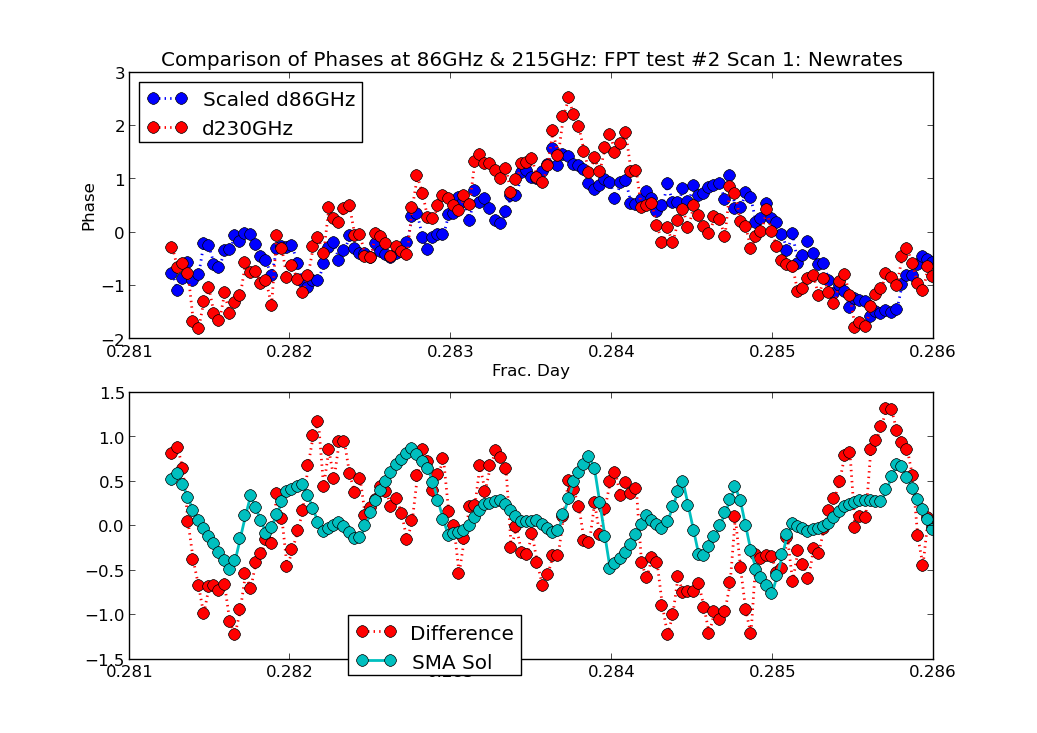 Comparison of Phases at 86GHz & 215GHz: FPT test #2 Scan 1: Newrates
3
2
1
0
−1
−2
Phase
Scaled d86GHz
d230GHz
0.281 0.282 0.283 0.284 0.285 0.286
Frac. Day
1.5
1.0
0.5
0.0
−0.5
−1.0
−1.5
Difference
SMA Sol
0.281 0.282 0.284 0.285 0.286